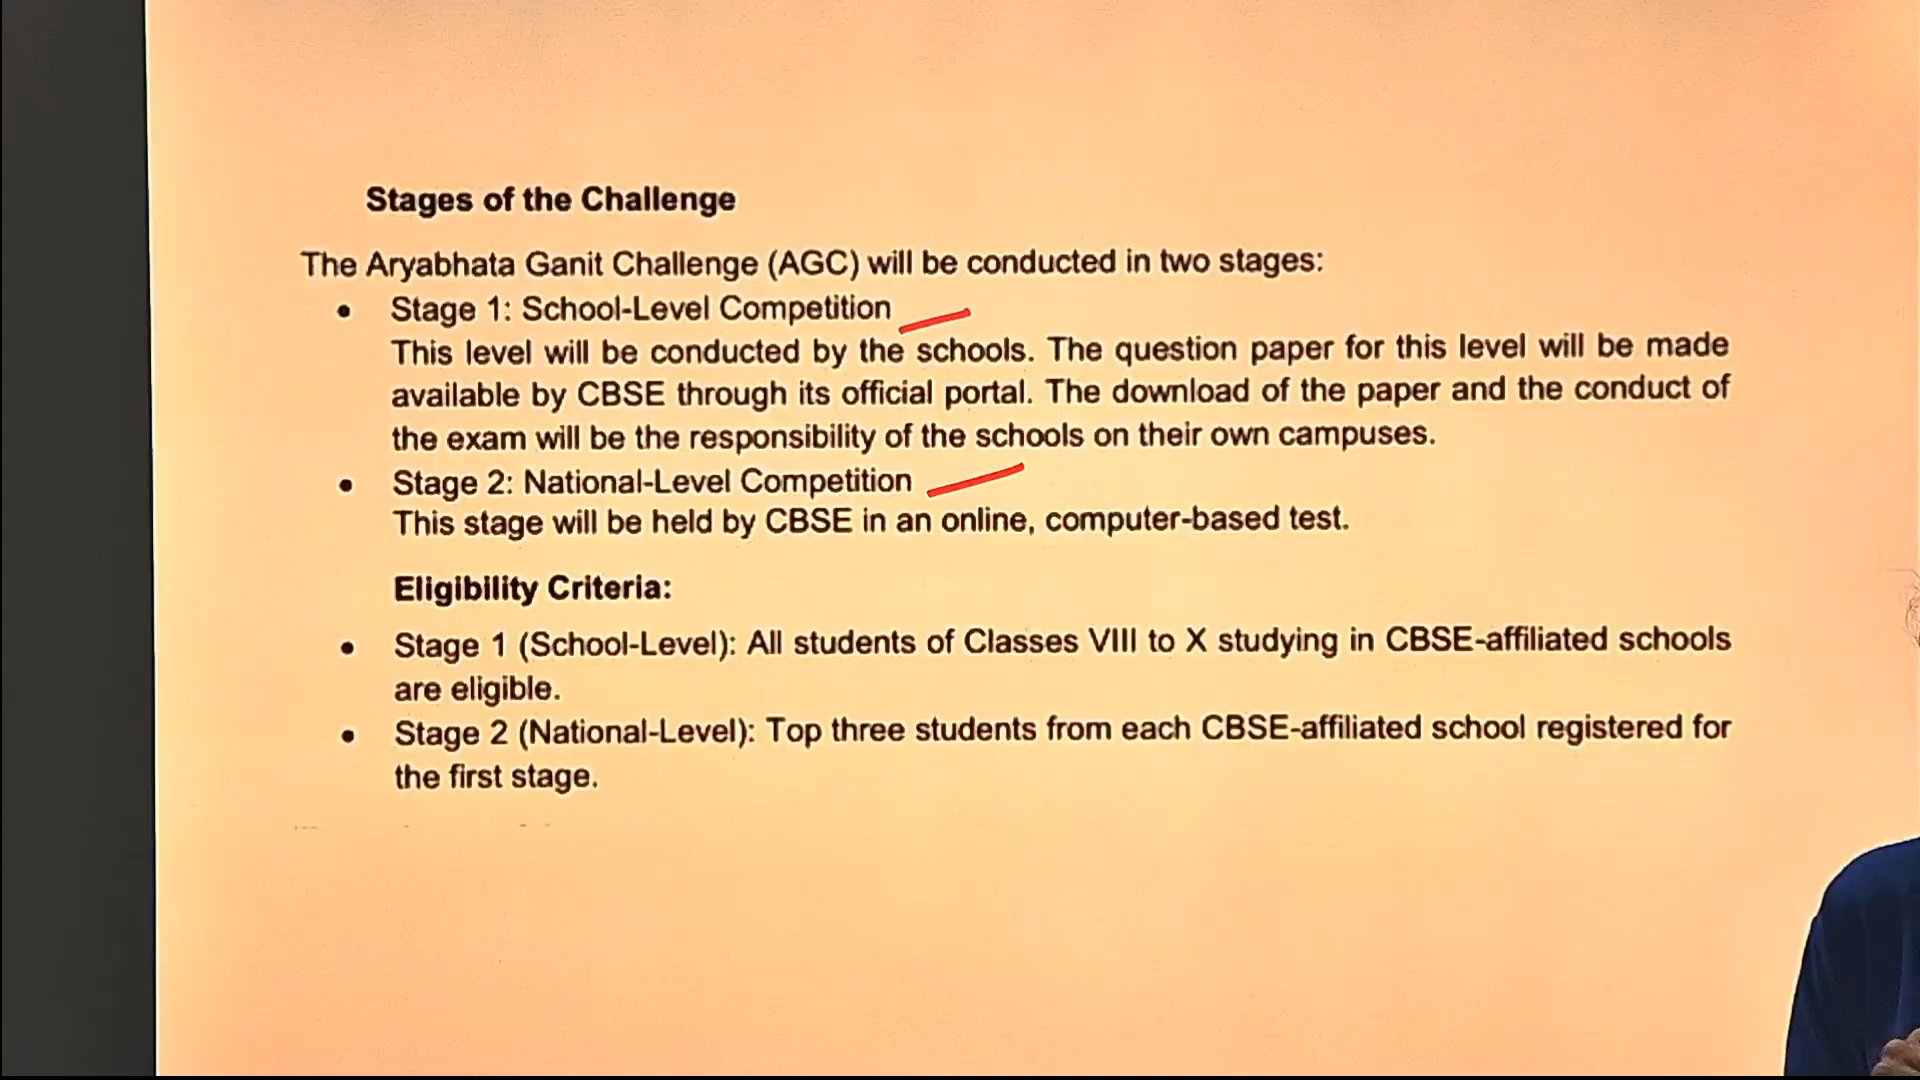 Stages of the Challenge
The Aryabhata Ganit Challenge (AGC) will be conducted in two stages:
• Stage 1: School-Level Competition
This level will be conducted by the schools. The question paper for this level will be made
available by CBSE through its official portal. The download of the paper and the conduct of
the exam will be the responsibility of the schools on their own campuses.
• Stage 2: National-Level Competition
This stage will be held by CBSE in an online, computer-based test.
Eligibility Criteria:
• Stage 1 (School-Level): All students of Classes VIII to X studying in CBSE-affiliated schools
are eligible.
• Stage 2 (National-Level): Top three students from each CBSE-affiliated school registered for
the first stage.